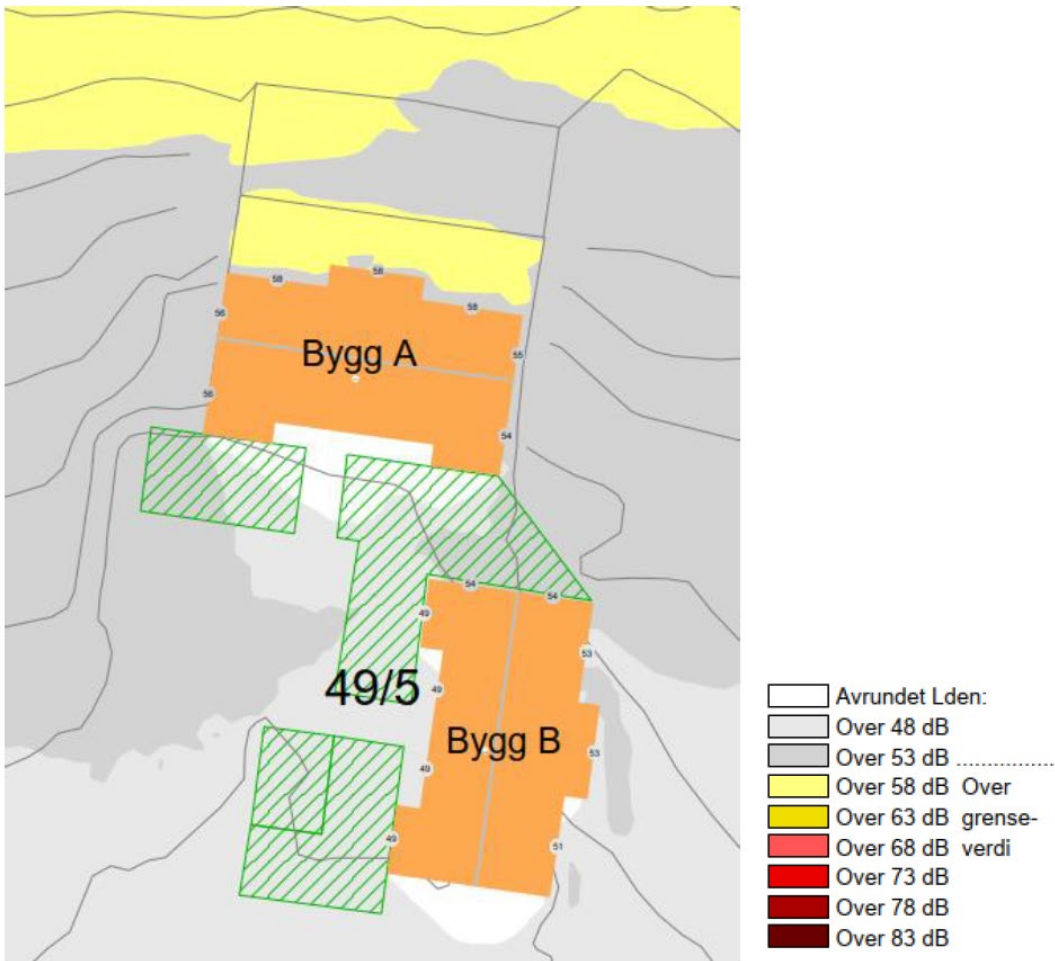 58
58
58
56
Bygg A
55
56
54
54
54
49
53
49/5
49
Bygg B
53
49
49
51
Avrundet Lden:
Over 48 dB
Over 53 dB ..................
Over 58 dB Over
Over 63 dB grense-
Over 68 dB verdi
Over 73 dB
Over 78 dB
Over 83 dB